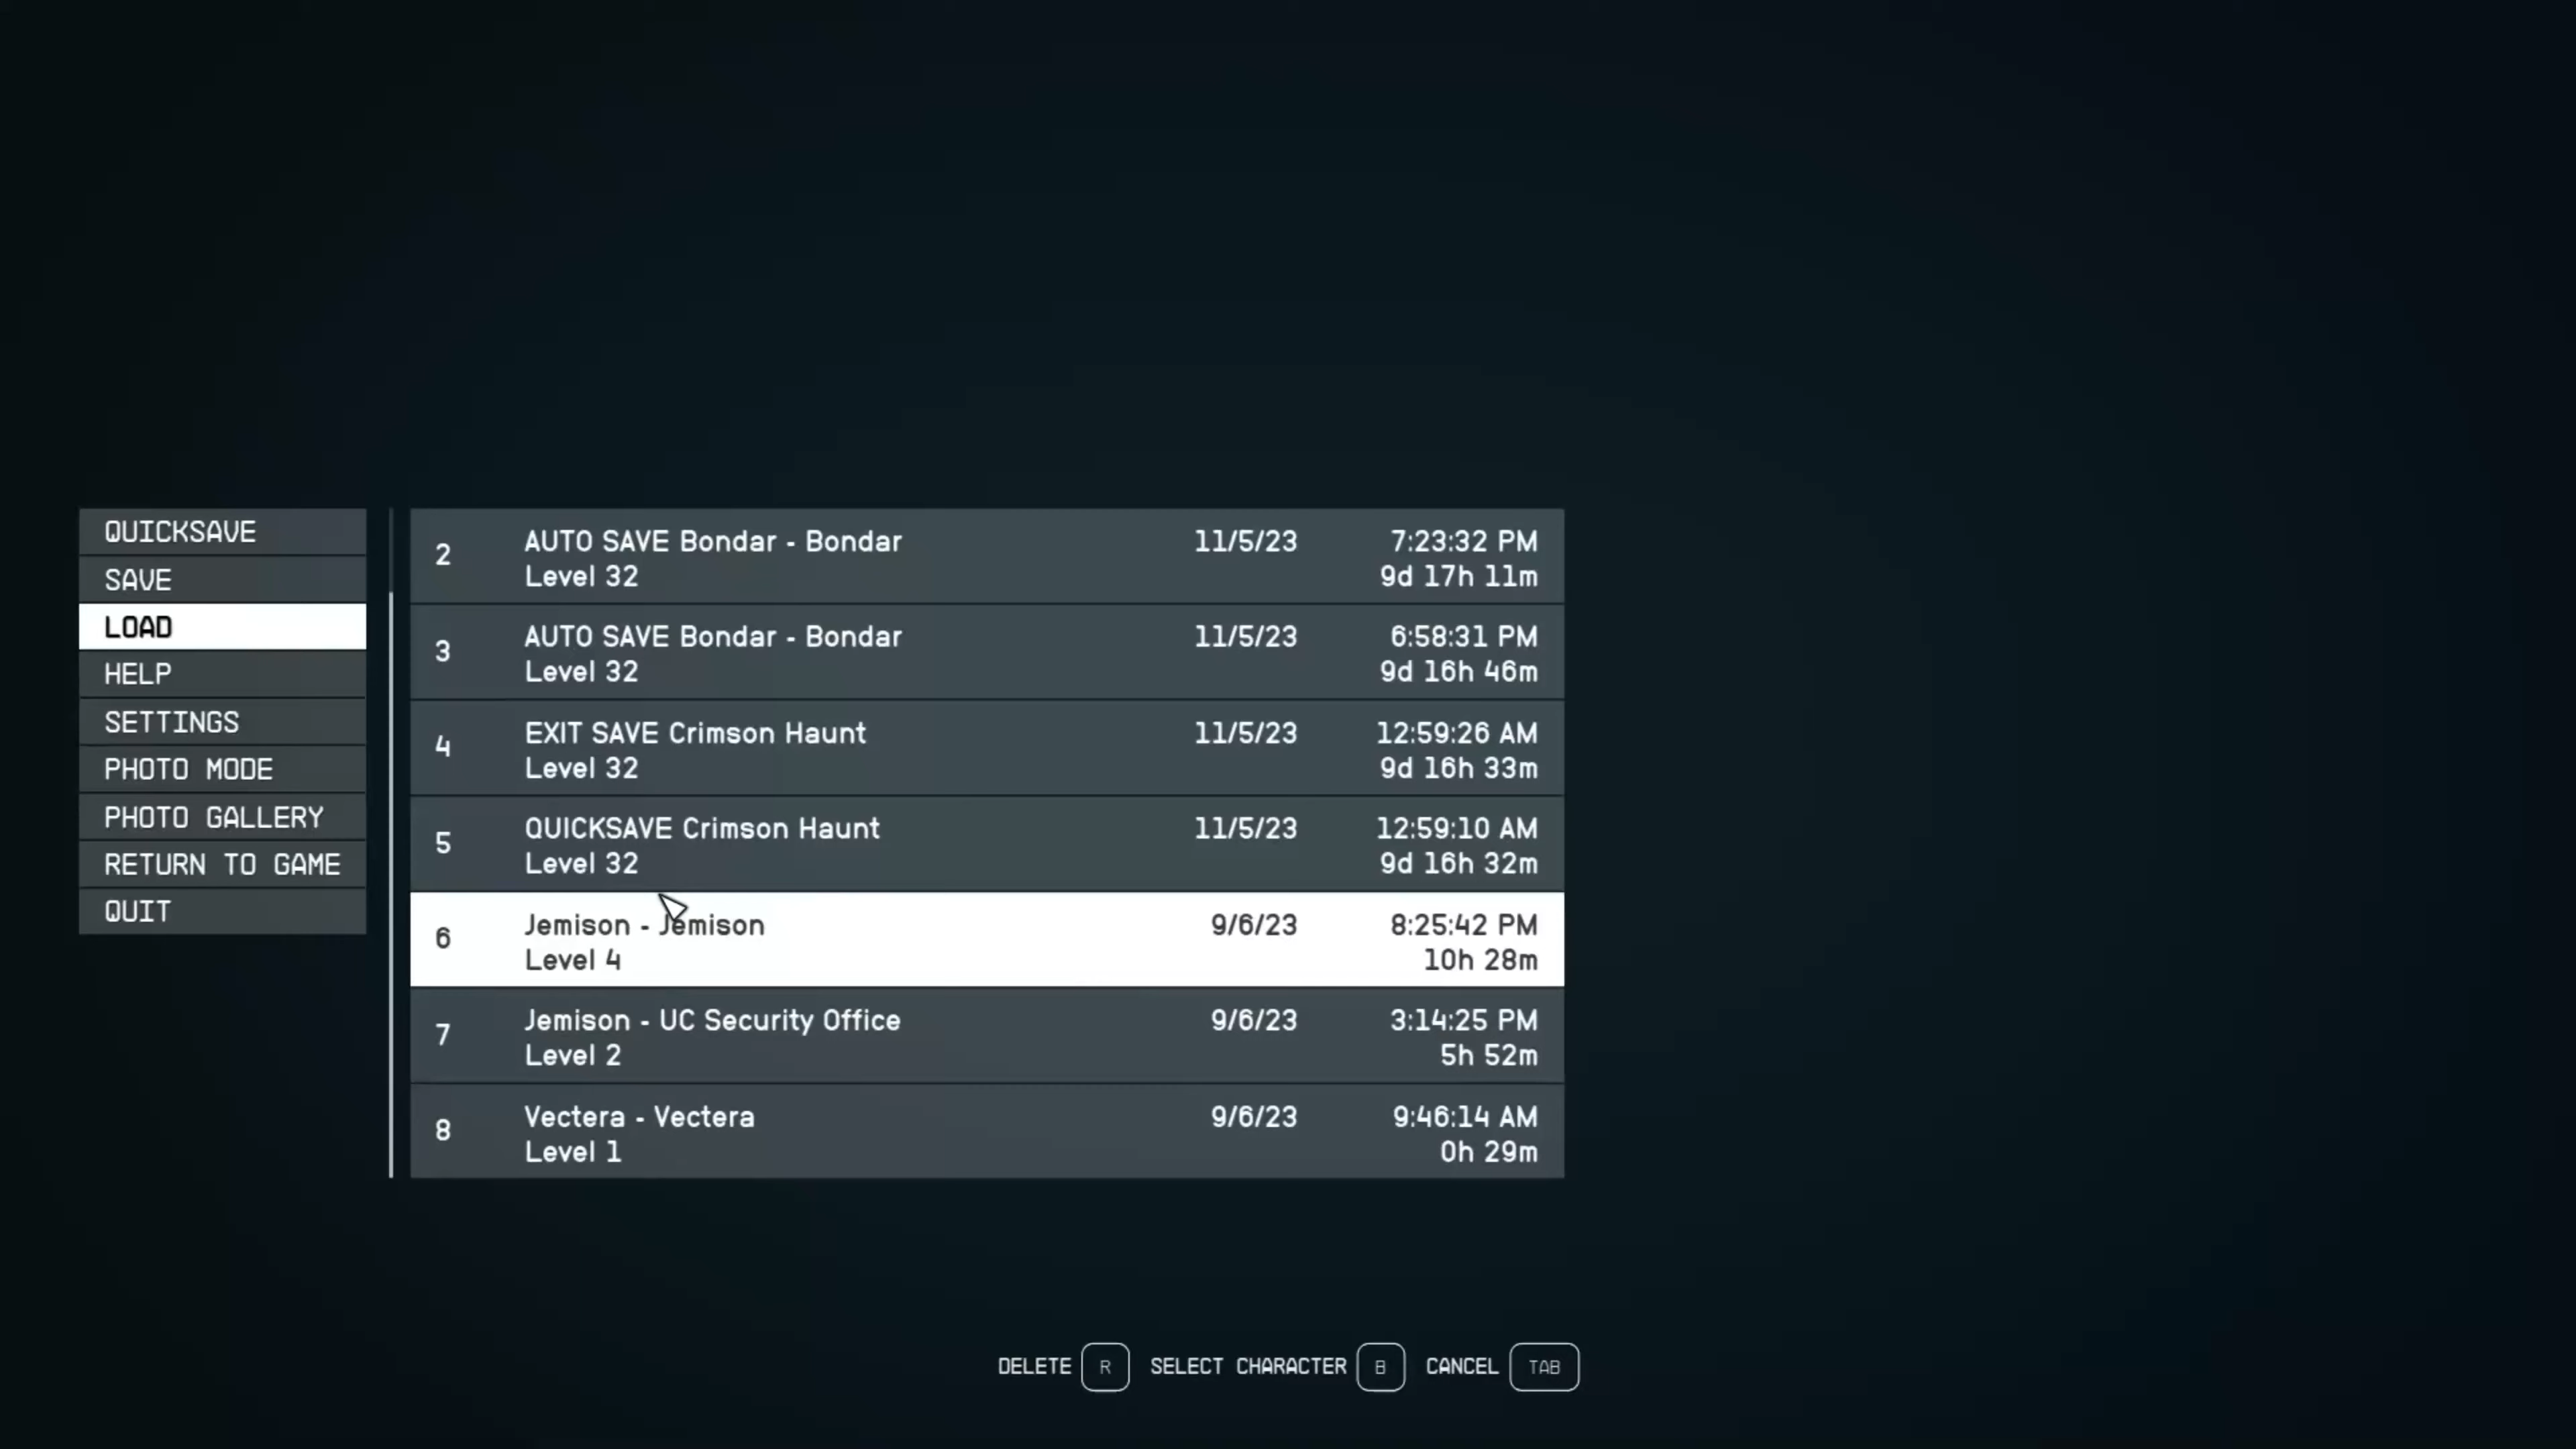 QUICKSAVE
SAVE
LOAD
HELP
SETTINGS
PHOTO MODE
PHOTO GALLERY
RETURN TO GAME
QUIT
2 AUTO SAVE Bondar - Bondar 11/5/23 7:23:32 PM
Level 32 9d 17h 11m
3 AUTO SAVE Bondar - Bondar 11/5/23 6:58:31 PM
Level 32 9d 16h 46m
4 EXIT SAVE Crimson Haunt 11/5/23 12:59:26 AM
Level 32 9d 16h 33m
5 QUICKSAVE Crimson Haunt 11/5/23 12:59:10 AM
Level 32 9d 16h 32m
6 Jemison - Jemison 9/6/23 8:25:42 PM
Level 4 10h 28m
7 Jemison - UC Security Office 9/6/23 3:14:25 PM
Level 2 5h 52m
8 Vectera - Vectera 9/6/23 9:46:14 AM
Level 1 0h 29m
DELETE R SELECT CHARACTER B CANCEL TAB